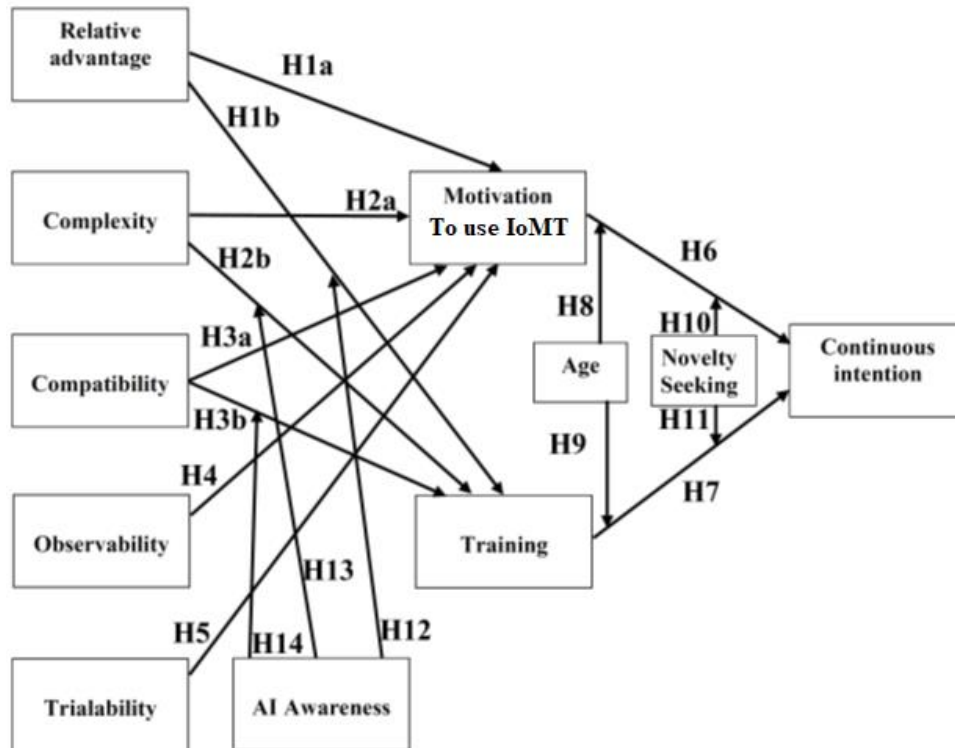 Relative
advantage
H1a
H1b
Complexity
H2a
Motivation
To use IoMT
H2b
H6
H3a
H8
H10
Compatibility
Age
Novelty
Seeking
Continuous
intention
H3b
H11
H9
H4
H7
Observability
Training
H13
H5
H14
H12
Trialability
AI Awareness